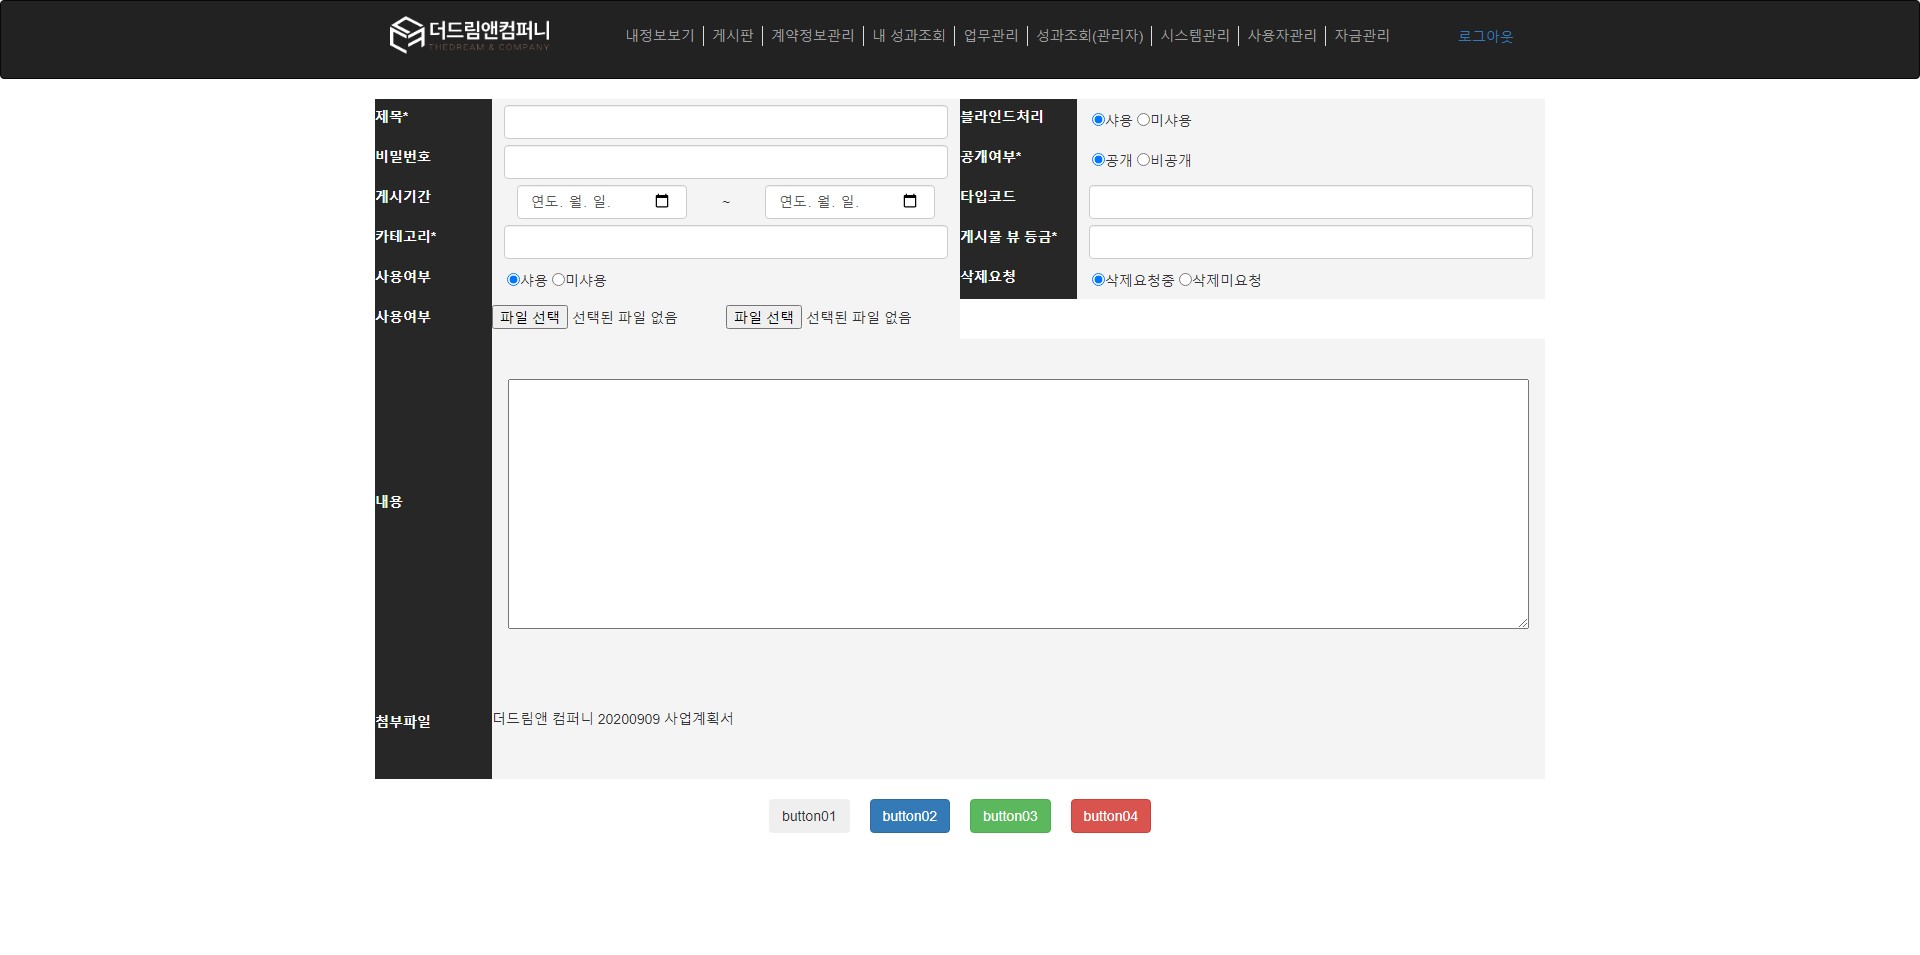 더드림앤컴퍼니
THEDREAM & COMPANY
내정보보기 게시판 계약정보관리 내 성과조회 업무관리 성과조회(관리자) 시스템관리 사용자관리 자금관리 로그아웃
제목* 블라인드처리 샤용 미샤용
비밀번호 공개여부* 공개 비공개
게시기간 연도. 월. 일. ~ 연도. 월. 일. 타입코드
카테고리* 게시물 뷰 등금*
사용여부 샤용 미샤용 삭제요청 삭제요청중 삭제미요청
사용여부 파일 선택 선택된 파일 없음 파일 선택 선택된 파일 없음
내용
첨부파일 더드림앤 컴퍼니 20200909 사업계획서
button01 button02 button03 button04